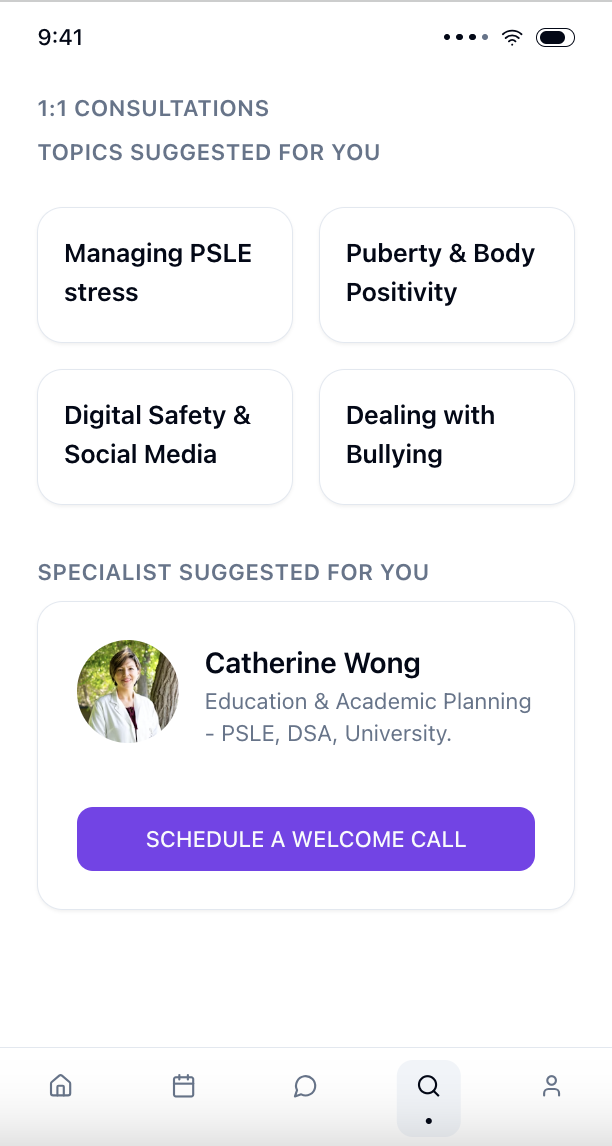 9:41
1:1 CONSULTATIONS
TOPICS SUGGESTED FOR YOU
Managing PSLE
stress
Puberty & Body
Positivity
Digital Safety &
Social Media
Dealing with
Bullying
SPECIALIST SUGGESTED FOR YOU
Catherine Wong
Education & Academic Planning
- PSLE, DSA, University.
SCHEDULE A WELCOME CALL